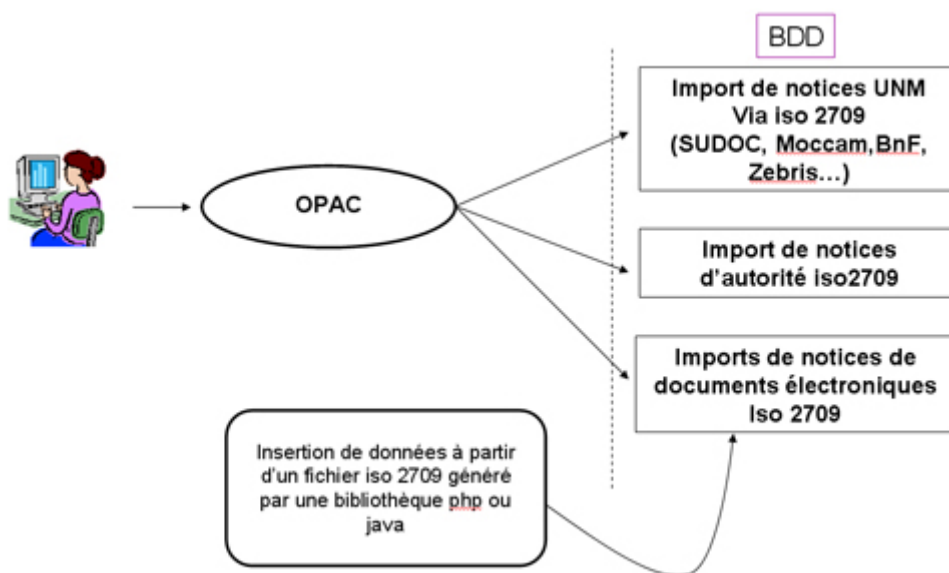 BDD
Import de notices UNM
Via iso 2709
(SUDOC, Moccam,BnF,
Zebris...)
OPAC
Import de notices
d'autorité iso2709
Imports de notices de
documents électroniques
Iso 2709
Insertion de données à partir
d'un fichier iso 2709 généré
par une bibliothèque php ou
java